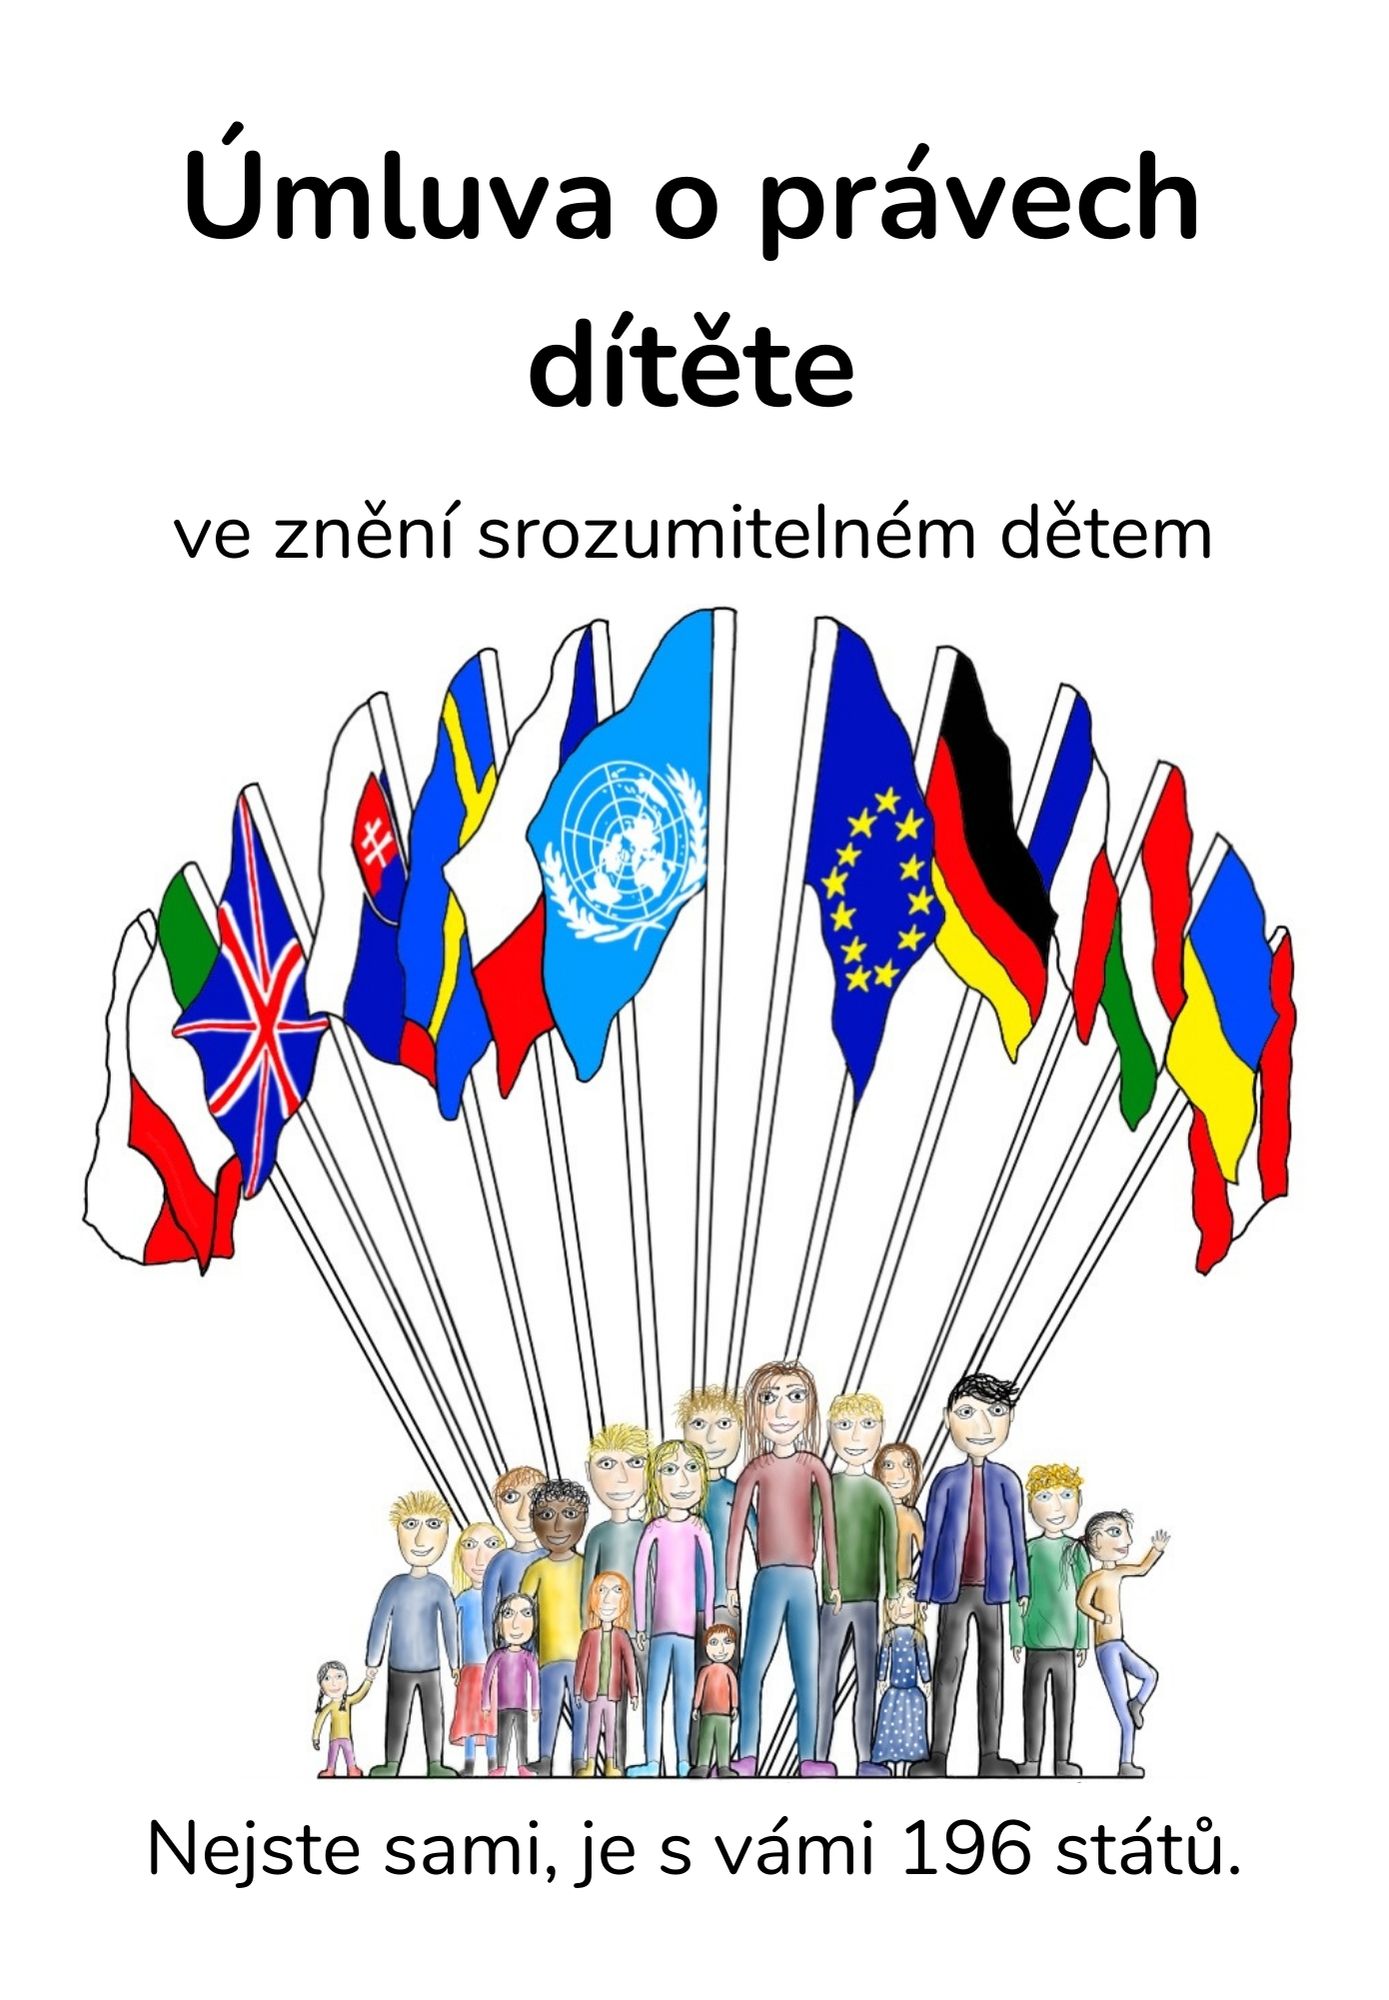 Úmluva o právech
dítěte
ve znění srozumitelném dětem
Nejste sami, je s vámi 196 států.